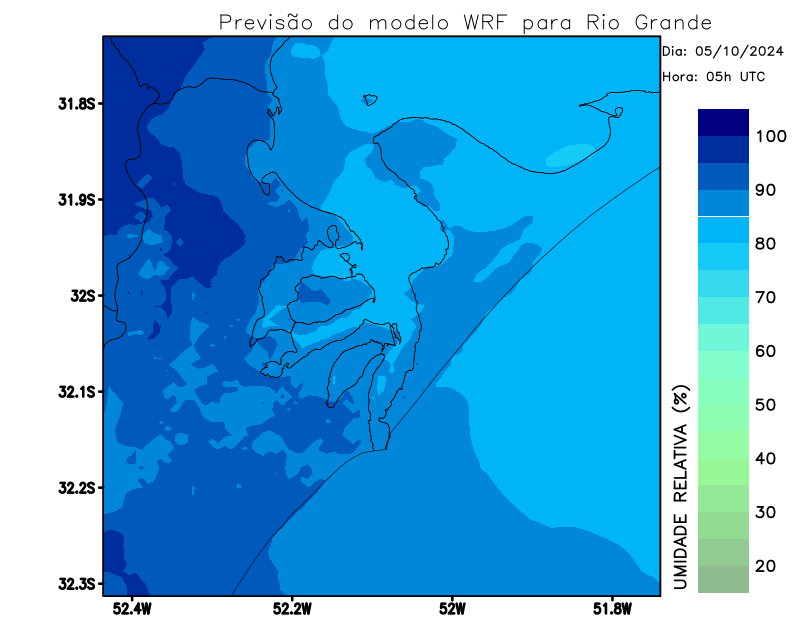 Previsão do modelo WRF para Rio Grande
Dia: 05/10/2024
Hora: 05h UTC
31.8S
31.9S
32S
32.1S
32.2S
32.3S
52.4W
52.2W
52W
51.8W
100
90
80
70
60
50
40
30
20
UMIDADE RELATIVA (%)